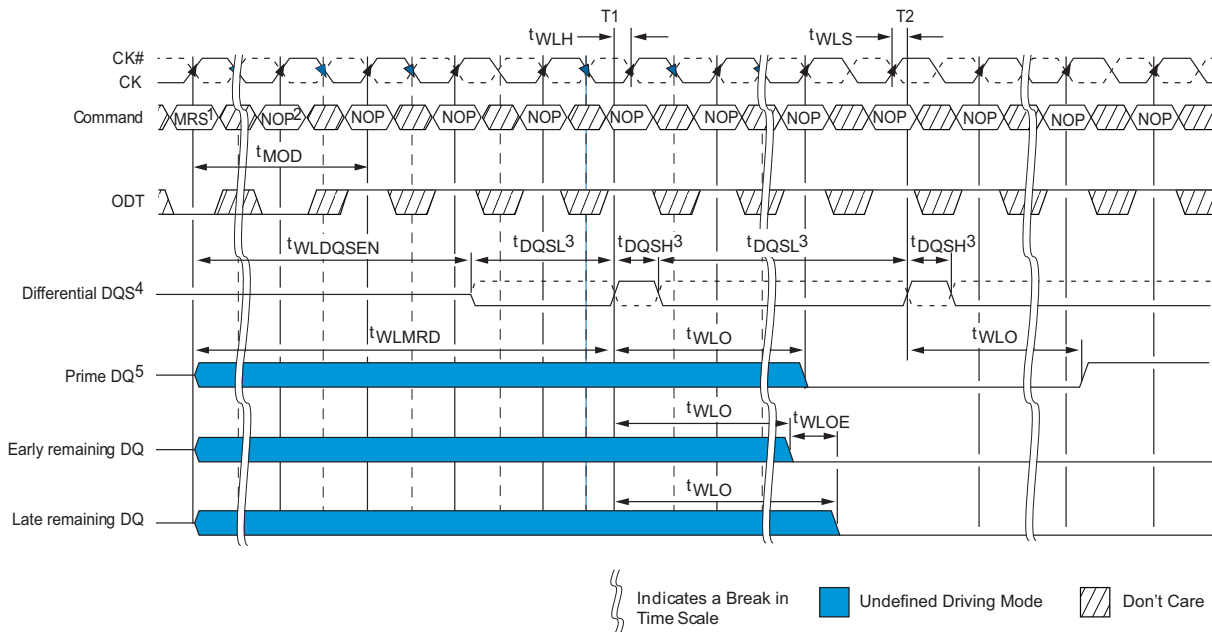 T1 T2
tWLH tWLS
CK#
CK
Command MRS1 NOP2 NOP NOP NOP NOP NOP NOP NOP NOP NOP NOP
tMOD
ODT
tWLDQSEN tDQSL3 tDQSH3 tDQSL3 tDQSH3
Differential DQS4
tWLMRD tWLO tWLO
Prime DQ5
tWLO tWLOE
Early remaining DQ
tWLO
Late remaining DQ
Indicates a Break in
Time Scale
Undefined Driving Mode
Don't Care